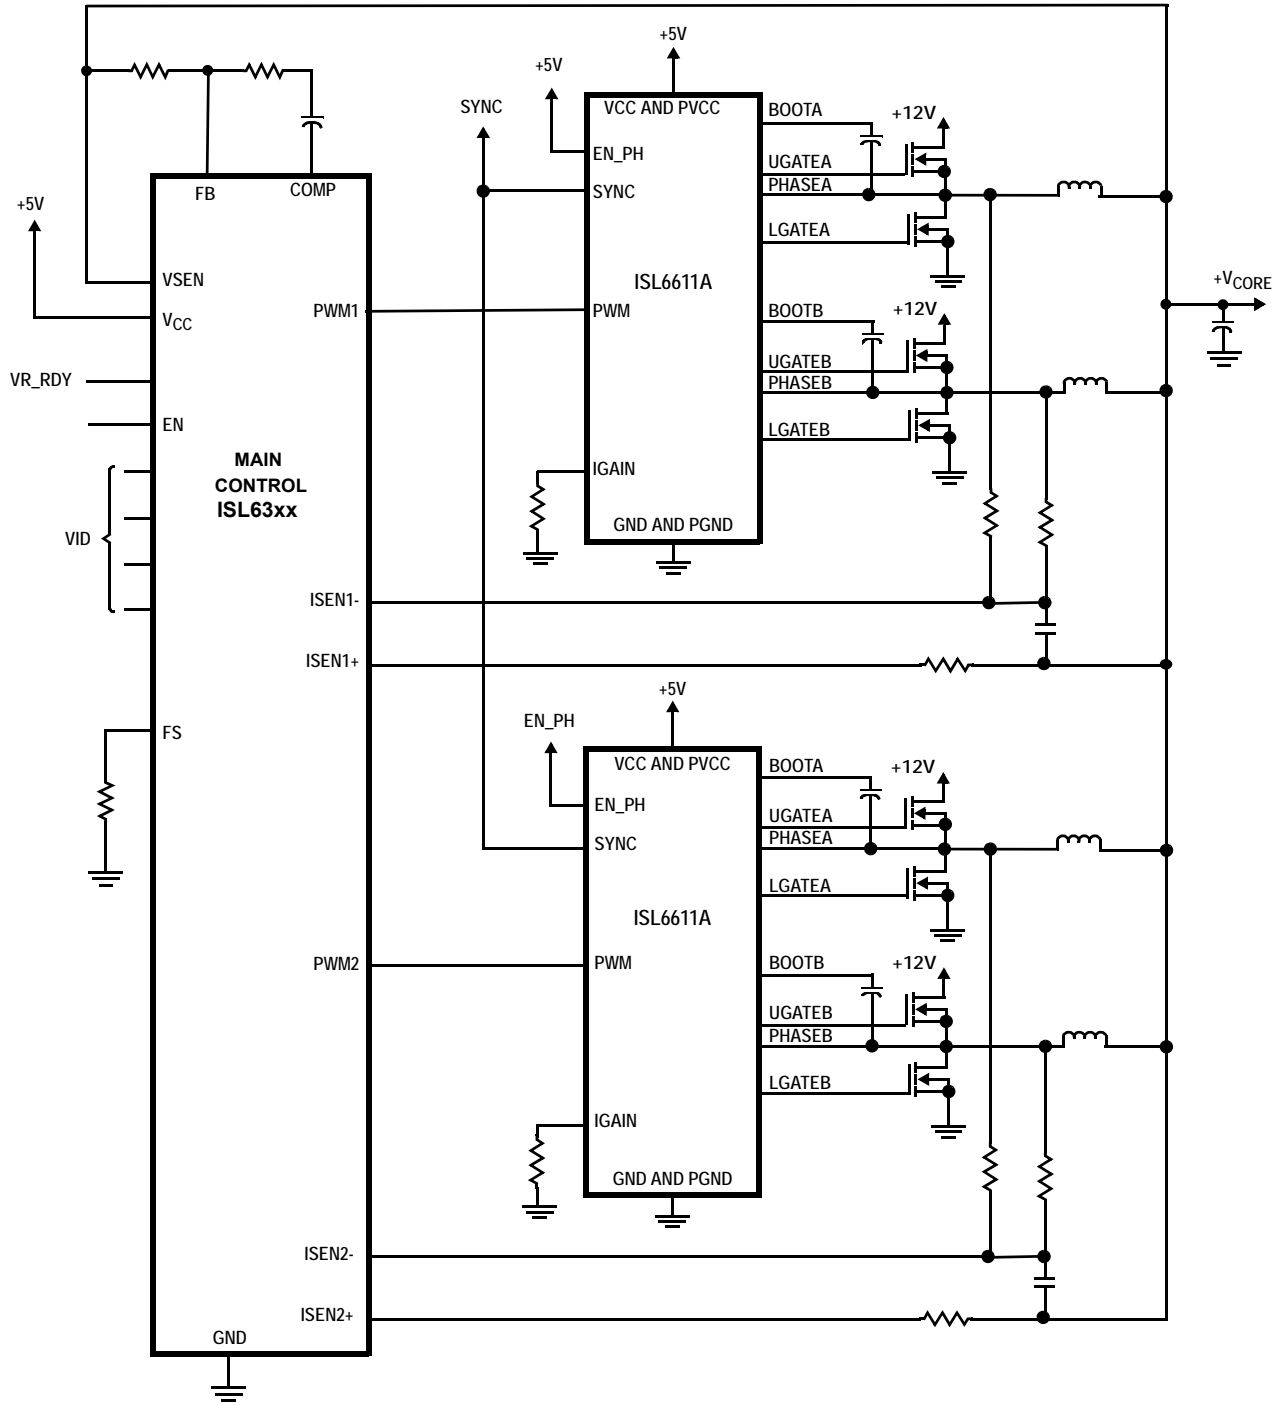 +5V
+5V
SYNC
VCC AND PVCC
EN_PH
SYNC
BOOTA
+12V
UGATEA
PHASEA
LGATEA
ISL6611A
PWM
BOOTB
+12V
UGATEB
PHASEB
LGATEB
IGAIN
GND AND PGND
+VCORE
FB
COMP
+5V
VSEN
VCC
PWM1
VR_RDY
EN
MAIN
CONTROL
ISL63xx
VID
ISEN1-
ISEN1+
FS
PWM2
ISEN2-
ISEN2+
GND
+5V
EN_PH
VCC AND PVCC
EN_PH
SYNC
BOOTA
+12V
UGATEA
PHASEA
LGATEA
ISL6611A
PWM
BOOTB
+12V
UGATEB
PHASEB
LGATEB
IGAIN
GND AND PGND